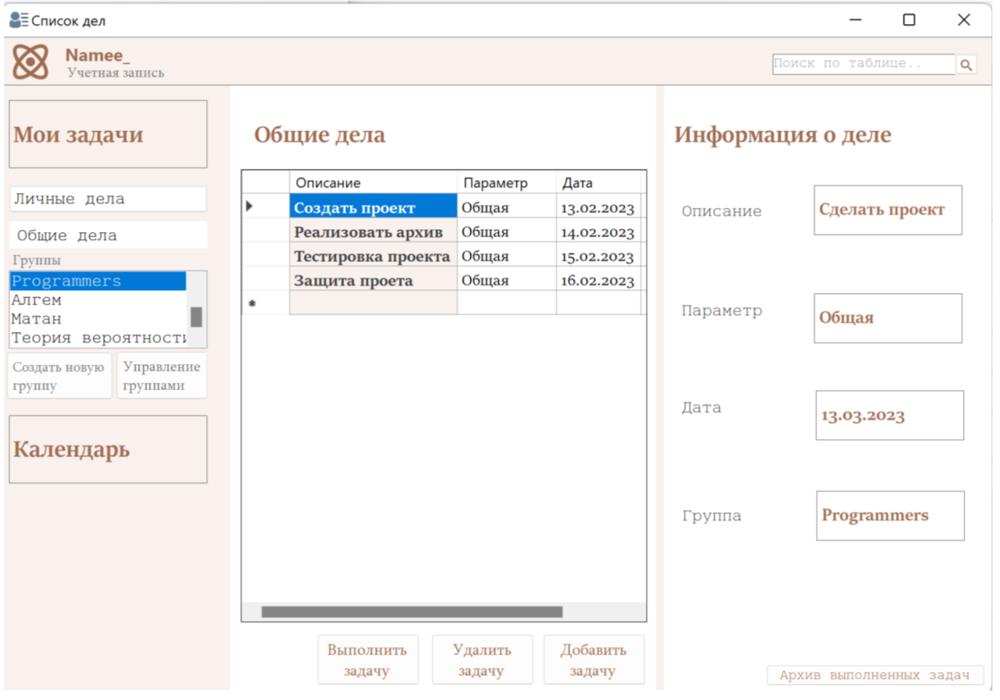 Список дел
Namee_
Учетная запись
Поиск по таблице..
Мои задачи
Личные дела
Общие дела
Группы
Programmers
Алгем
Матан
Теория вероятности
Создать новую
группу
Управление
группами
Календарь
Общие дела
Описание Параметр Дата
Создать проект Общая 13.02.2023
Реализовать архив Общая 14.02.2023
Тестировка проекта Общая 15.02.2023
Защита проета Общая 16.02.2023
Выполнить
задачу
Удалить
задачу
Добавить
задачу
Информация о деле
Описание Сделать проект
Параметр Общая
Дата 13.03.2023
Группа Programmers
Архив выполненных задач